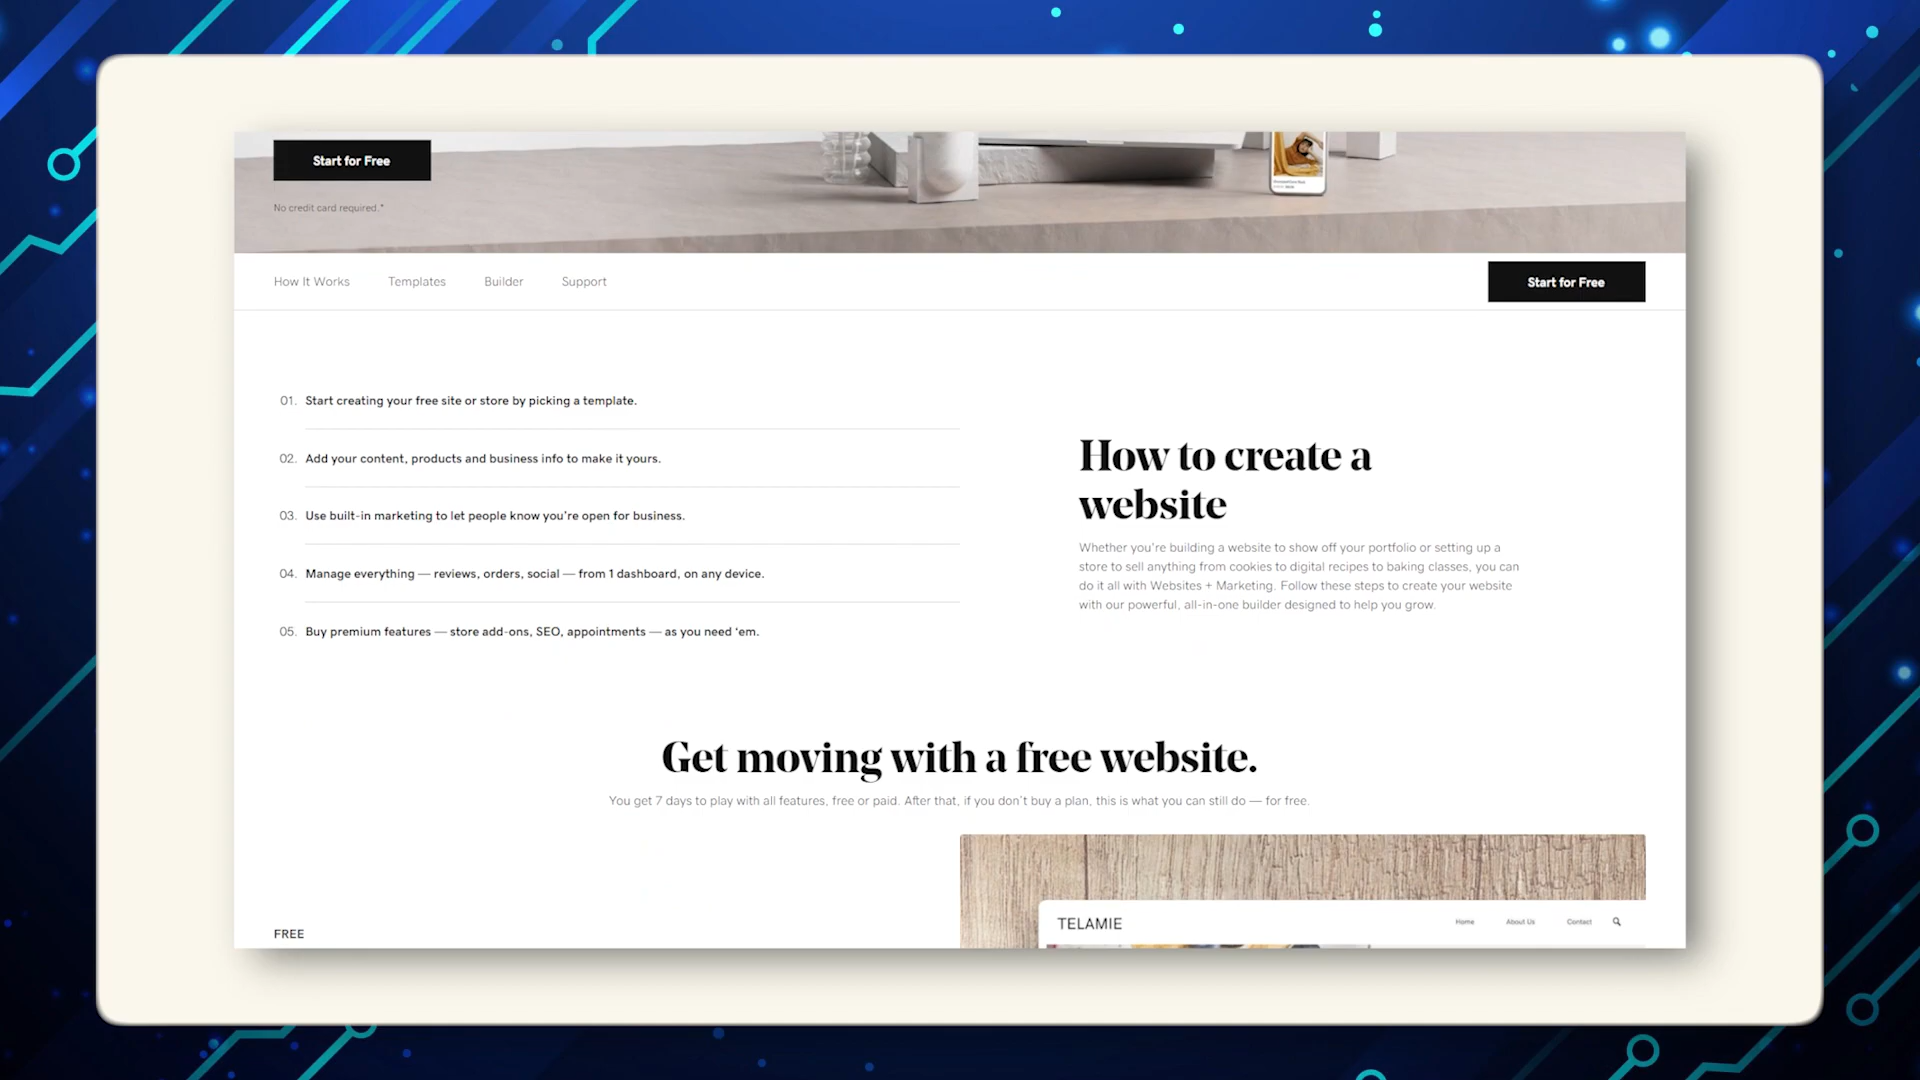 Start for Free
No credit card required.*
How It Works
Templates
Builder
Support
Start for Free
01. Start creating your free site or store by picking a template.
02. Add your content, products and business info to make it yours.
03. Use built-in marketing to let people know you're open for business.
04. Manage everything — reviews, orders, social — from 1 dashboard, on any device.
05. Buy premium features — store add-ons, SEO, appointments — as you need ‘em.
How to create a
website
Whether you're building a website to show off your portfolio or setting up a
store to sell anything from cookies to digital recipes to baking classes, you can
do it all with Websites + Marketing. Follow these steps to create your website
with our powerful, all-in-one builder designed to help you grow.
Get moving with a free website.
You get 7 days to play with all features, free or paid. After that, if you don't buy a plan, this is what you can still do — for free.
FREE
TELAMIE
Home
About Us
Contact